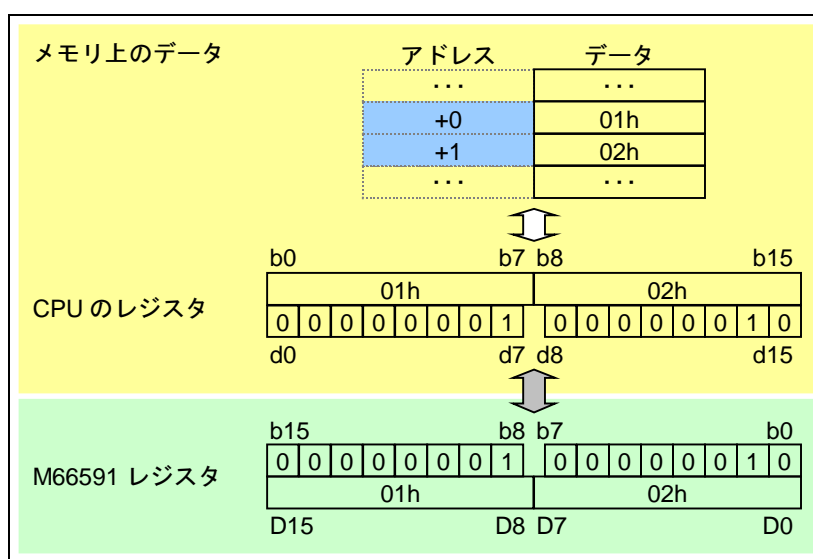 メモリ上のデータ
アドレス データ
・・・ ・・・
+0 01h
+1 02h
・・・ ・・・
b0 b7 b8 b15
CPU のレジスタ
01h 02h
0 0 0 0 0 0 0 1 0 0 0 0 0 0 1 0
d0 d7 d8 d15
b15 b8 b7 b0
M66591 レジスタ
0 0 0 0 0 0 0 1 0 0 0 0 0 0 1 0
01h 02h
D15 D8 D7 D0